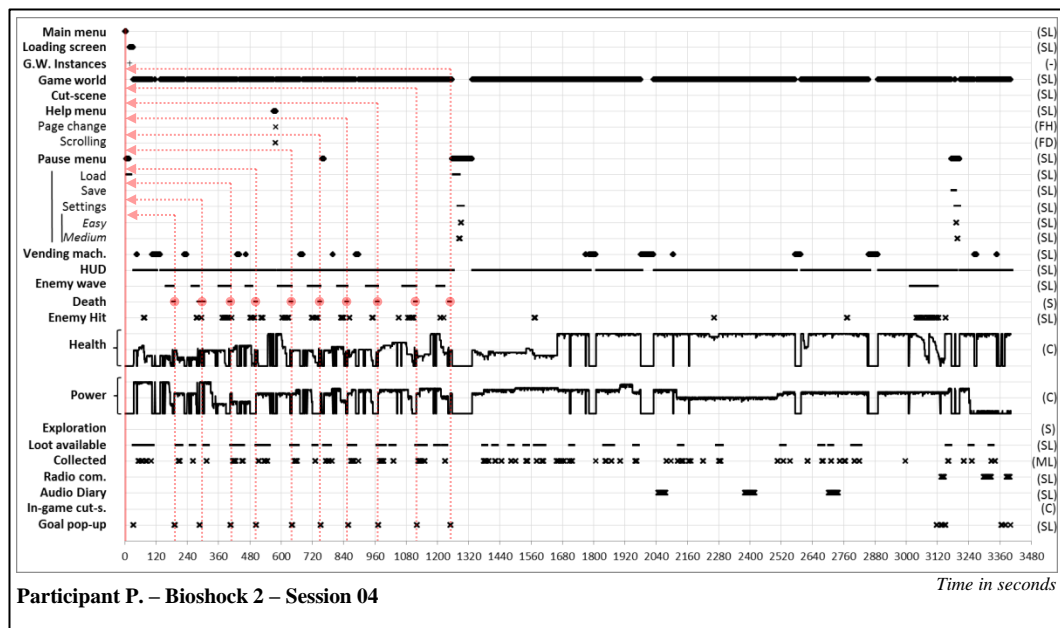 Main menu (SL)
Loading screen (SL)
G.W. Instances (-)
Game world (SL)
Cut-scene (SL)
Help menu (SL)
Page change (FH)
Scrolling (FD)
Pause menu (SL)
Load (SL)
Save (SL)
Settings (SL)
Easy (SL)
Medium (SL)
Vending mach. (SL)
HUD (SL)
Enemy wave (SL)
Death (S)
Enemy Hit (SL)
Health (C)
Power (C)
Exploration (S)
Loot available (SL)
Collected (ML)
Radio com. (SL)
Audio Diary (SL)
In-game cut-s. (C)
Goal pop-up (SL)
0 120 240 360 480 600 720 840 960 1080 1200 1320 1440 1560 1680 1800 1920 2040 2160 2280 2400 2520 2640 2760 2880 3000 3120 3240 3360 3480
Time in seconds
Participant P. – Bioshock 2 – Session 04